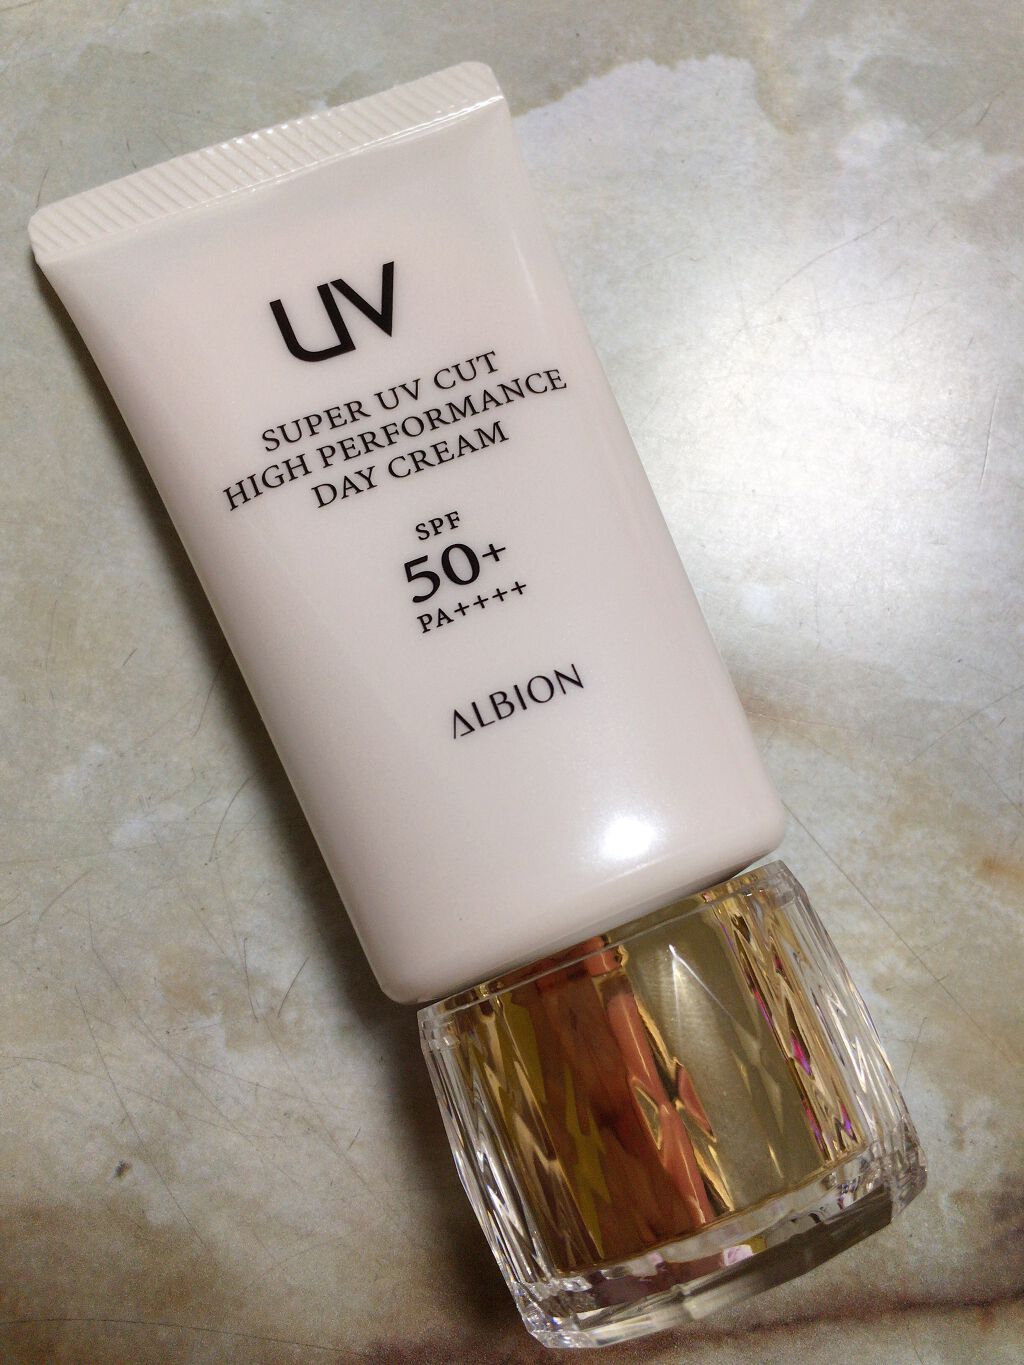 UV
SUPER UV CUT
HIGH PERFORMANCE
DAY CREAM
SPF
50+
PA++++
ALBION